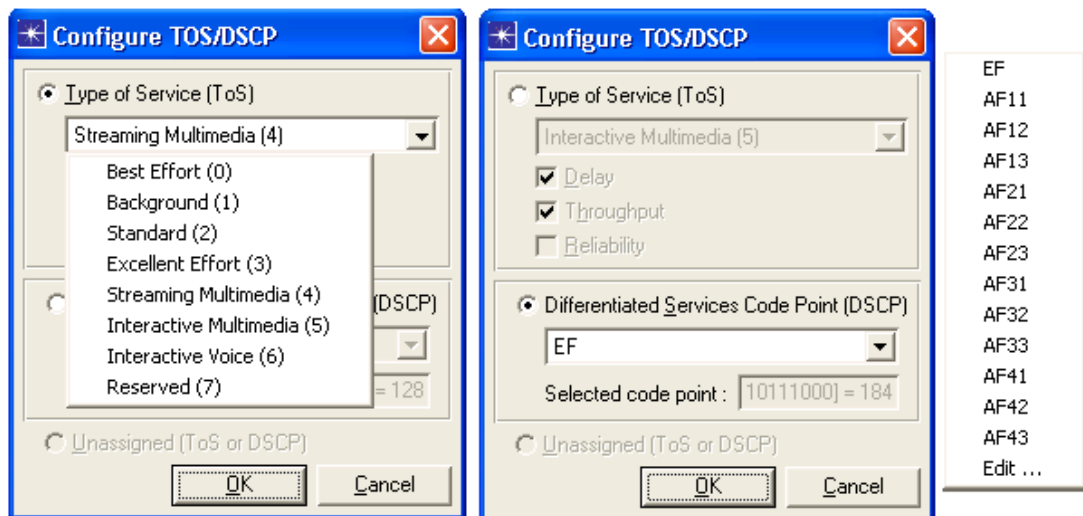 Configure TOS/DSCP
Type of Service (ToS)
Streaming Multimedia (4)
Best Effort (0)
Background (1)
Standard (2)
Excellent Effort (3)
Streaming Multimedia (4)
Interactive Multimedia (5)
Interactive Voice (6)
Reserved (7)
(DSCP)
= 128
Unassigned (ToS or DSCP)
OK Cancel
Configure TOS/DSCP
Type of Service (ToS)
Interactive Multimedia (5)
Delay
Throughput
Reliability
Differentiated Services Code Point (DSCP)
EF
Selected code point : 10111000] = 184
Unassigned (ToS or DSCP)
OK Cancel
EF
AF11
AF12
AF13
AF21
AF22
AF23
AF31
AF32
AF33
AF41
AF42
AF43
Edit ...